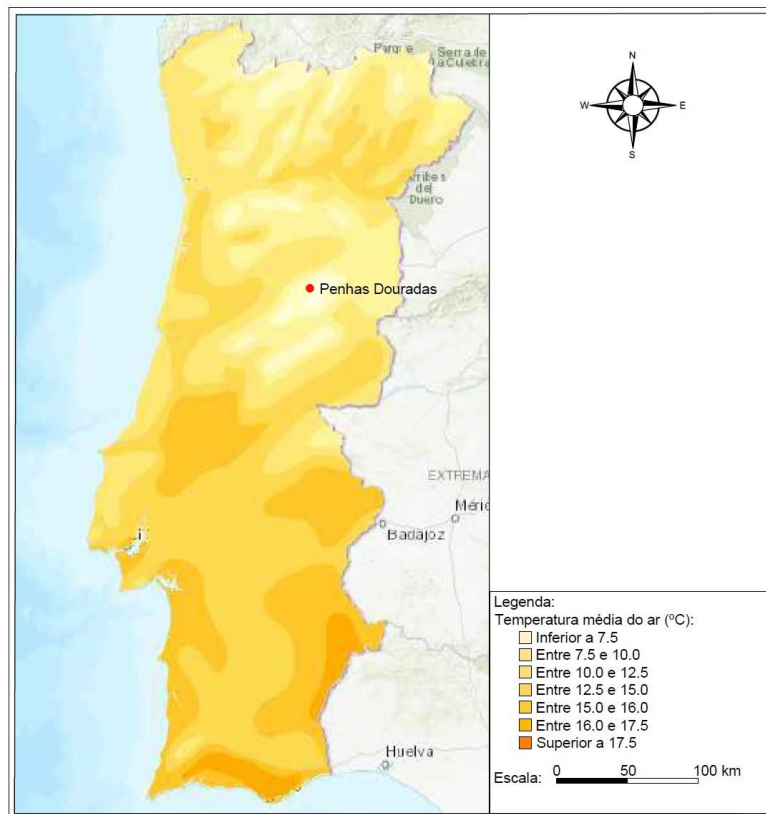 Parque
Serra de
la Culebra
N
W
E
S
del
Duero
Penhas Douradas
EXTREMA
Badajoz
Huelva
Legenda:
Temperatura média do ar (ºC):
Inferior a 7.5
Entre 7.5 e 10.0
Entre 10.0 e 12.5
Entre 12.5 e 15.0
Entre 15.0 e 16.0
Entre 16.0 e 17.5
Superior a 17.5
Escala: 0 50 100 km